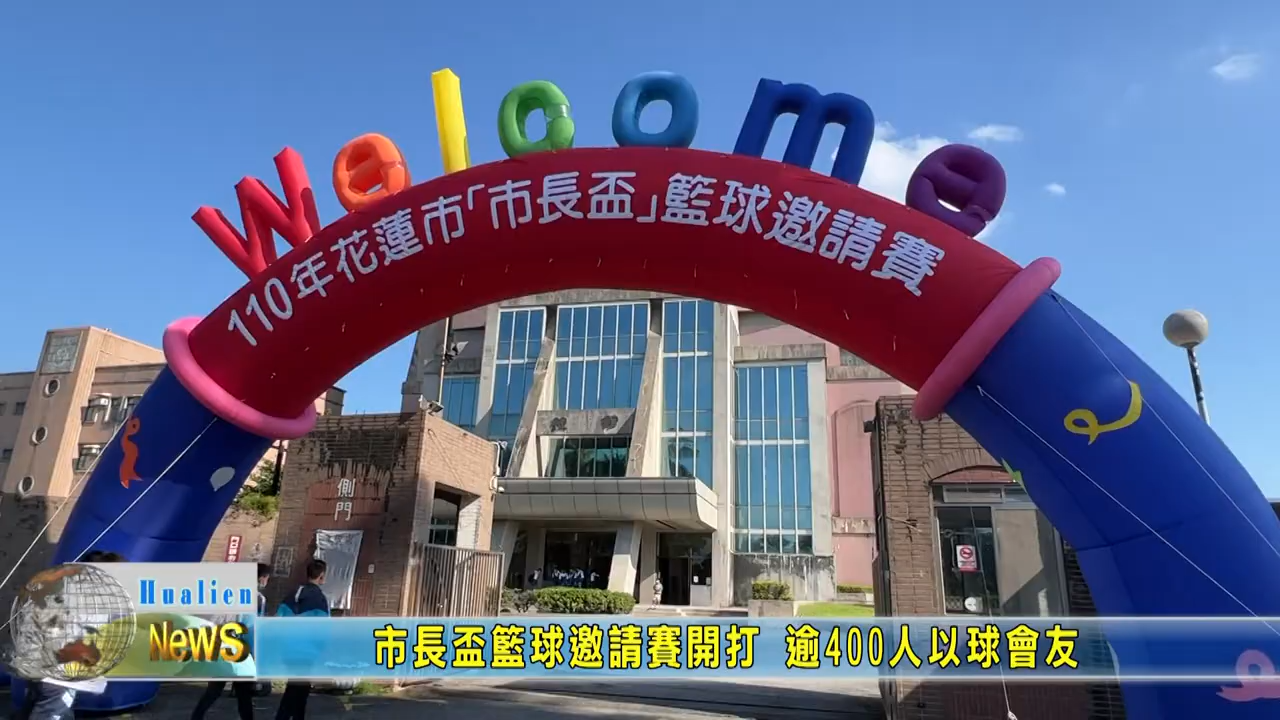 Welcome
110年花蓮市「市長盃」籃球邀請賽
側門
Hualien
NewS
市長盃籃球邀請賽開打 逾400人以球會友